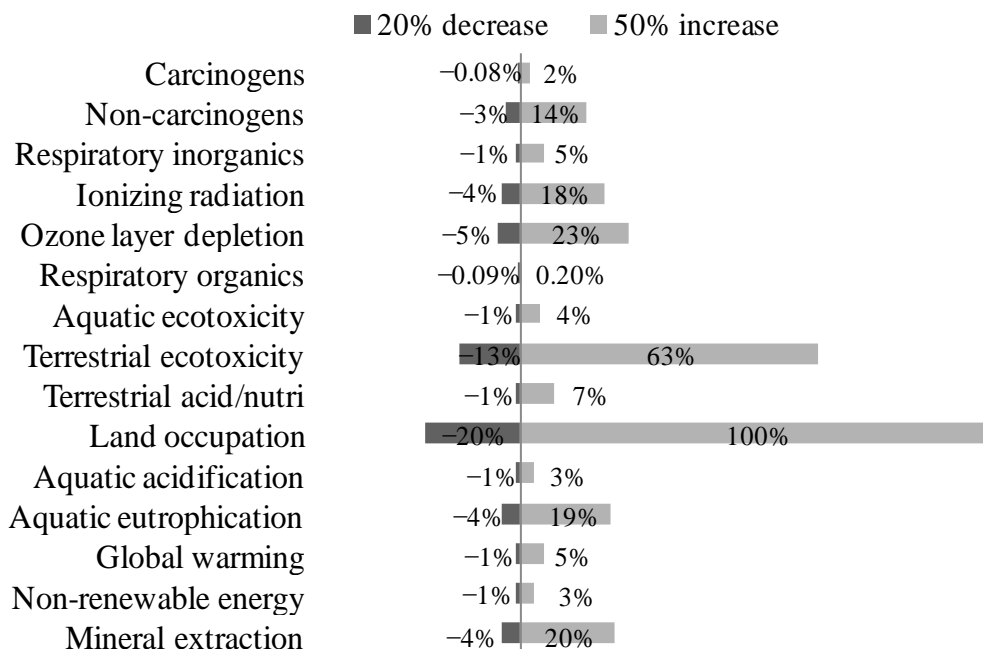 20% decrease 50% increase
Carcinogens −0.08% 2%
Non-carcinogens −3% 14%
Respiratory inorganics −1% 5%
Ionizing radiation −4% 18%
Ozone layer depletion −5% 23%
Respiratory organics −0.09% 0.20%
Aquatic ecotoxicity −1% 4%
Terrestrial ecotoxicity −13% 63%
Terrestrial acid/nutri −1% 7%
Land occupation −20% 100%
Aquatic acidification −1% 3%
Aquatic eutrophication −4% 19%
Global warming −1% 5%
Non-renewable energy −1% 3%
Mineral extraction −4% 20%